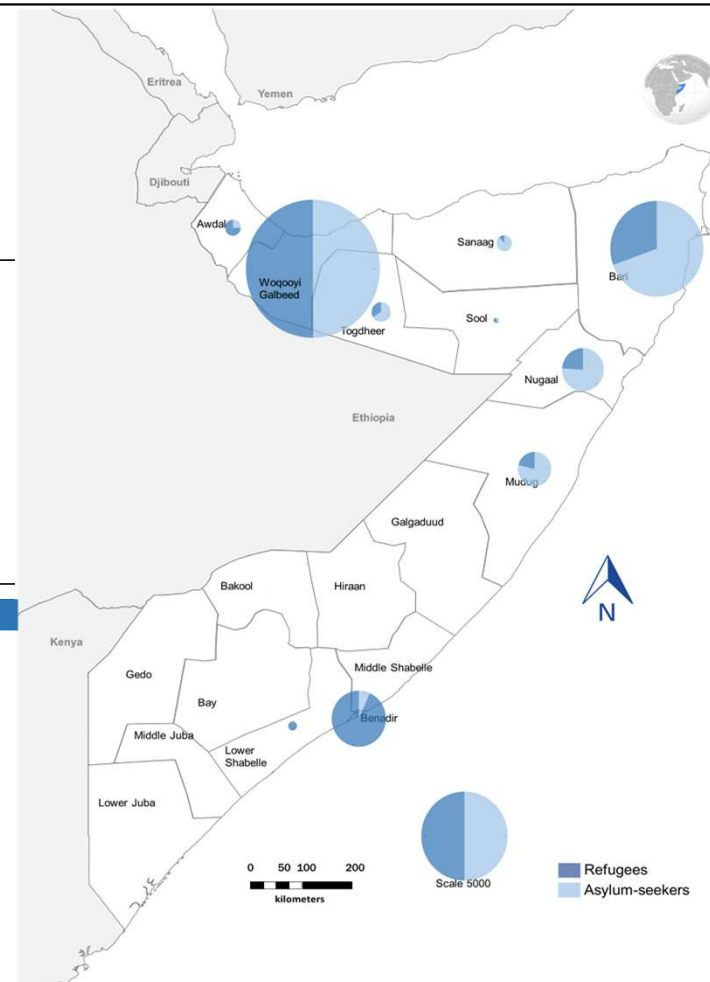 Eritrea
Yemen
Djibouti
Awdal
Sanaag
Bari
Woqooyi
Galbeed
Togdheer
Sool
Nugaal
Ethiopia
Mudug
Galgaduud
Bakool
Hiraan
N
Kenya
Middle Shabelle
Gedo
Bay
Benadir
Middle Juba
Lower
Shabelle
Lower Juba
0 50 100 200
kilometers
Scale 5000
Refugees
Asylum-seekers